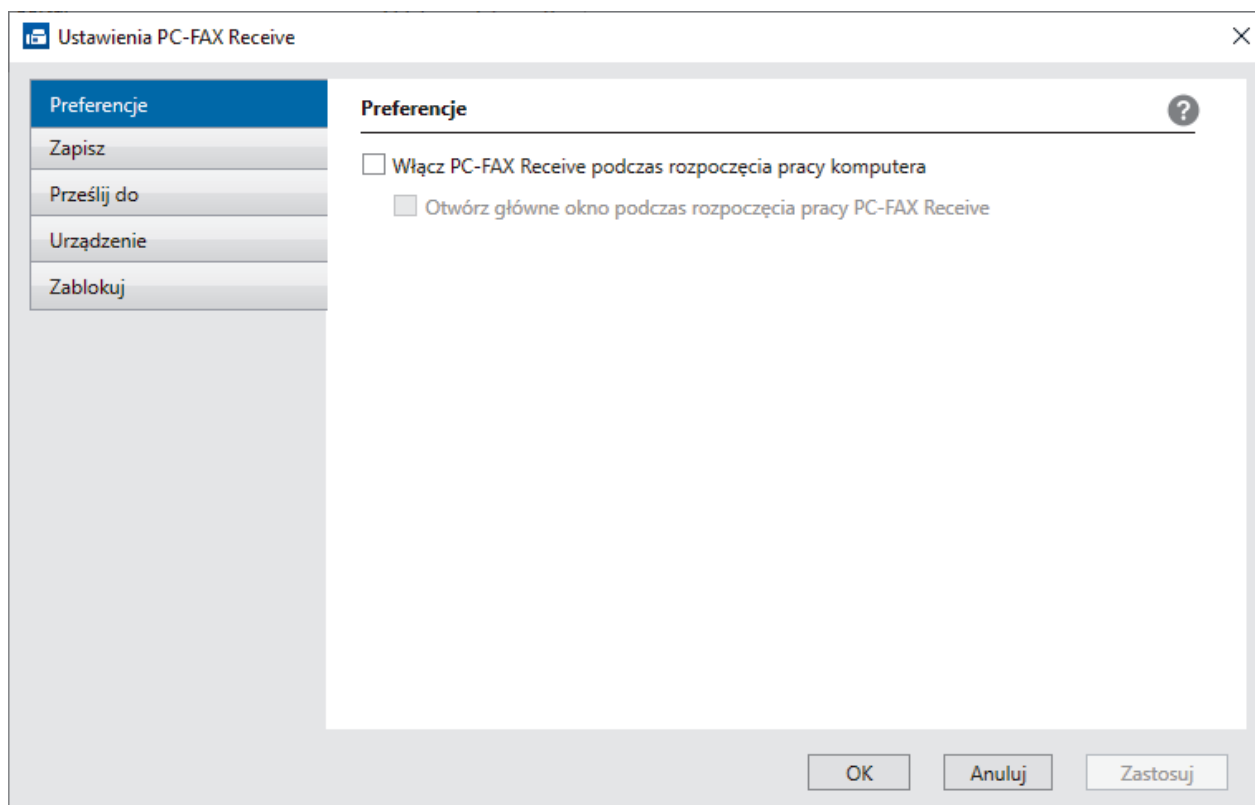 Ustawienia PC-FAX Receive
Preferencje
Zapisz
Prześlij do
Urządzenie
Zablokuj
Preferencje
?
Włącz PC-FAX Receive podczas rozpoczęcia pracy komputera
Otwórz główne okno podczas rozpoczęcia pracy PC-FAX Receive
OK
Anuluj
Zastosuj